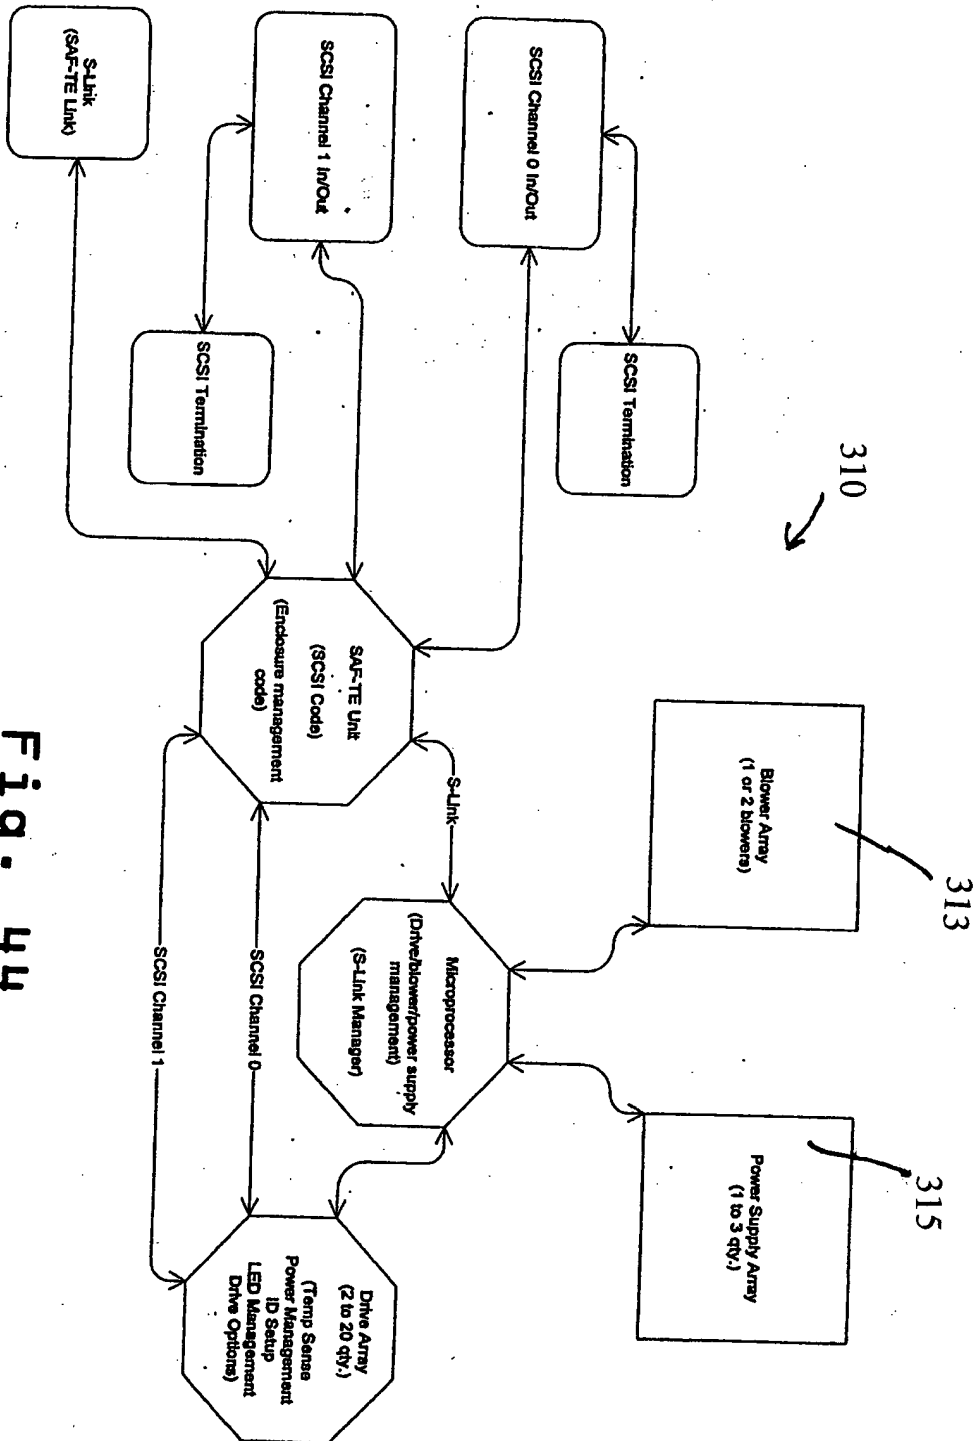 310
313
315
Blower Array
(1 or 2 blowers)
Power Supply Array
(1 to 3 qty.)
SCSI Termination
SCSI Channel 0 In/Out
SCSI Channel 1 In/Out
SCSI Termination
S-Link
(SAF-TE Link)
SAF-TE Unit
(SCSI Code)
(Enclosure management
code)
S-Link
Microprocessor
(Drive/blower/power supply
management)
(S-Link Manager)
SCSI Channel 0
SCSI Channel 1
Drive Array
(2 to 20 qty.)
(Temp Sense
Power Management
ID Setup
LED Management
Drive Options)
Fig. 44